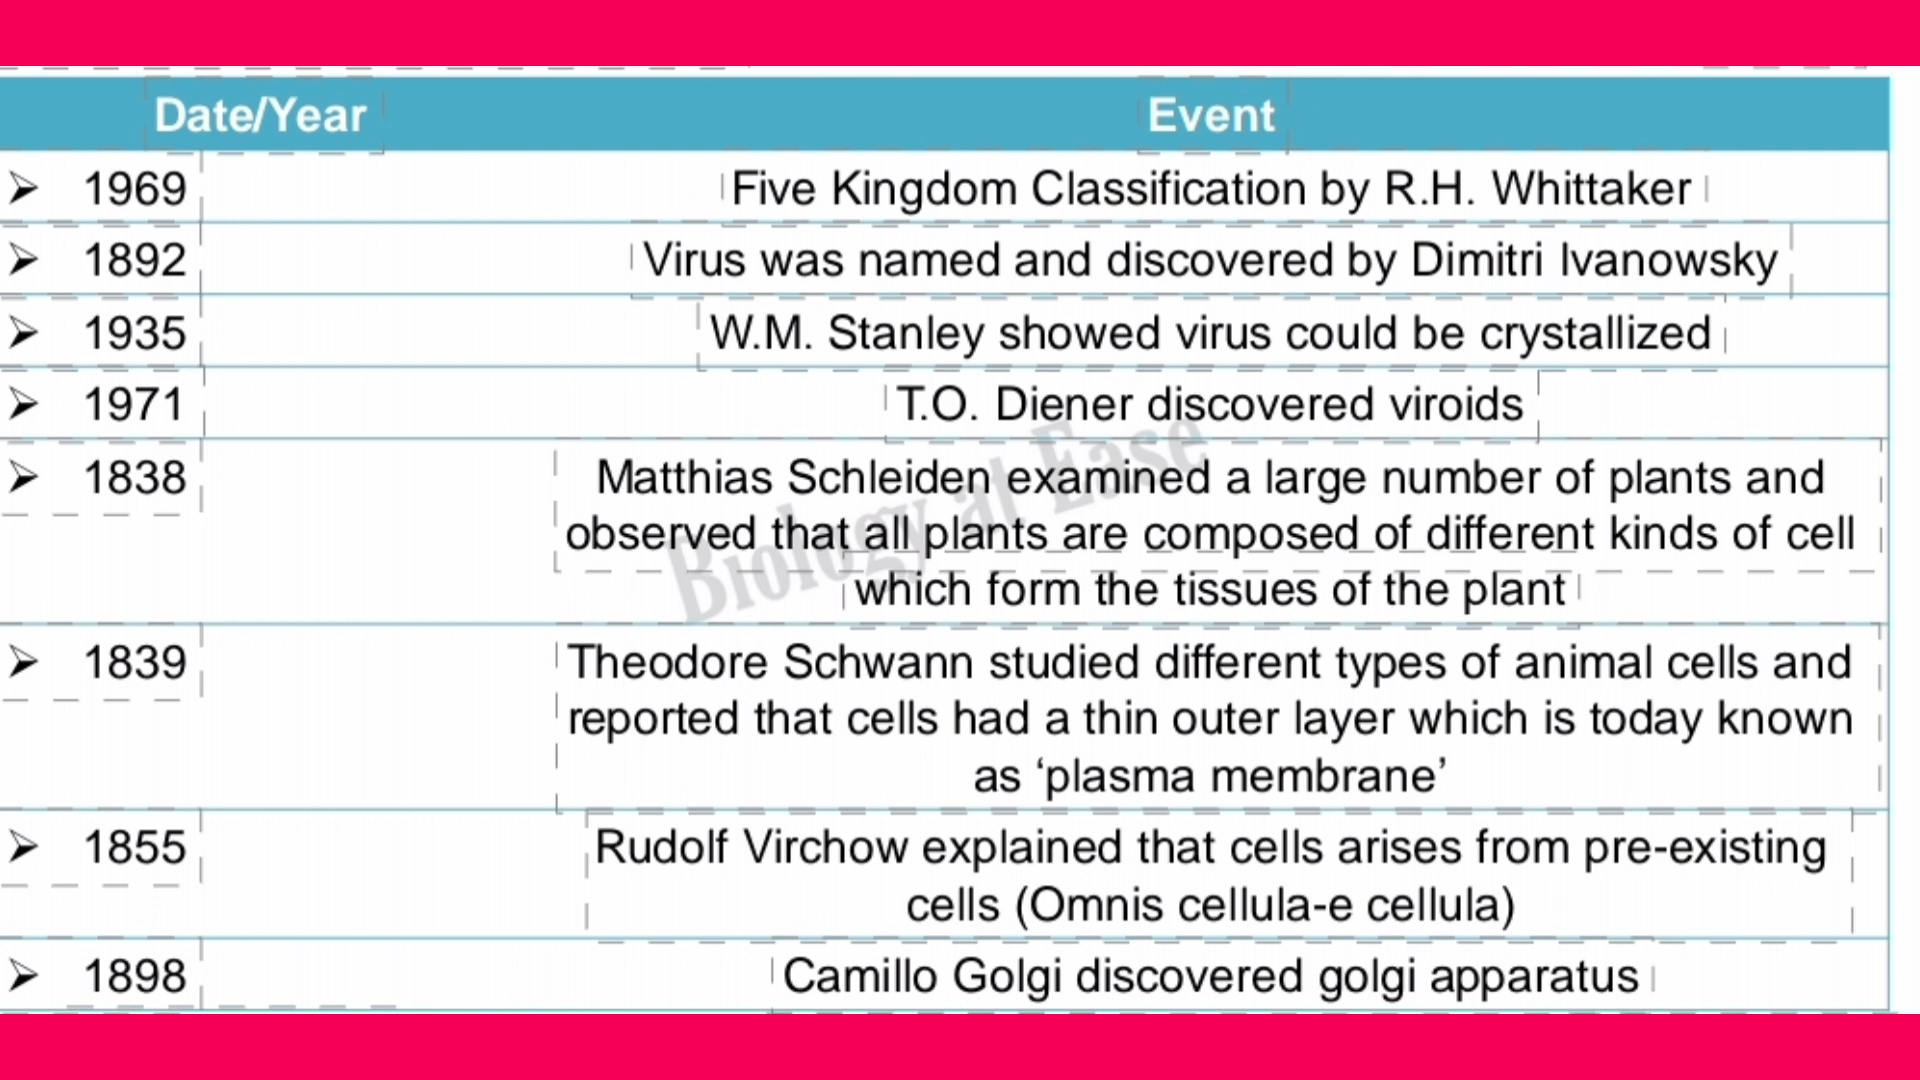 Date/Year Event
➢ 1969 Five Kingdom Classification by R.H. Whittaker
➢ 1892 Virus was named and discovered by Dimitri Ivanowsky
➢ 1935 W.M. Stanley showed virus could be crystallized
➢ 1971 T.O. Diener discovered viroids
➢ 1838 Matthias Schleiden examined a large number of plants and
observed that all plants are composed of different kinds of cell
which form the tissues of the plant
➢ 1839 Theodore Schwann studied different types of animal cells and
reported that cells had a thin outer layer which is today known
as ‘plasma membrane’
➢ 1855 Rudolf Virchow explained that cells arises from pre-existing
cells (Omnis cellula-e cellula)
➢ 1898 Camillo Golgi discovered golgi apparatus
Biology at Ease